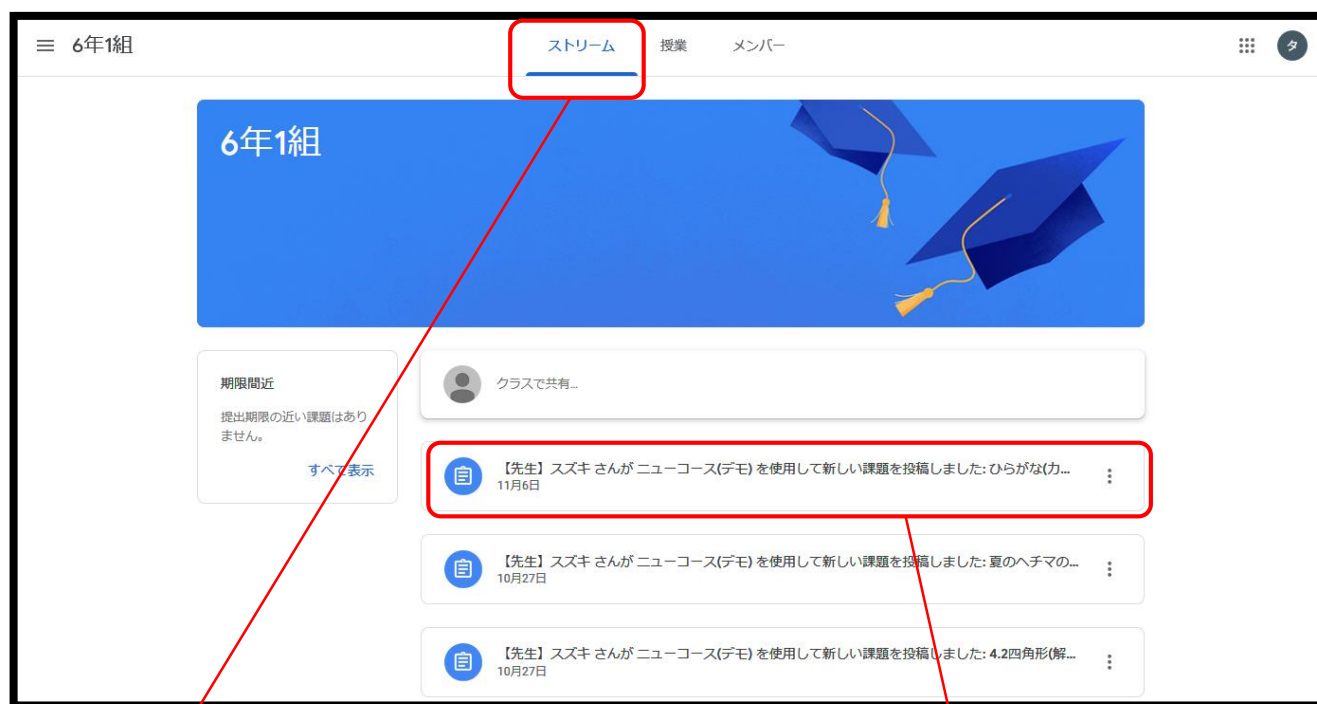 6年1組
ストリーム 授業 メンバー
タ
6年1組
期限間近
提出期限の近い課題はあり
ません。
すべて表示
クラスで共有...
【先生】スズキ さんが ニューコース(デモ) を使用して新しい課題を投稿しました: ひらがな(カ...
11月6日
【先生】スズキ さんが ニューコース(デモ) を使用して新しい課題を投稿しました: 夏のヘチマの...
10月27日
【先生】スズキ さんが ニューコース(デモ) を使用して新しい課題を投稿しました: 4.2四角形(解...
10月27日